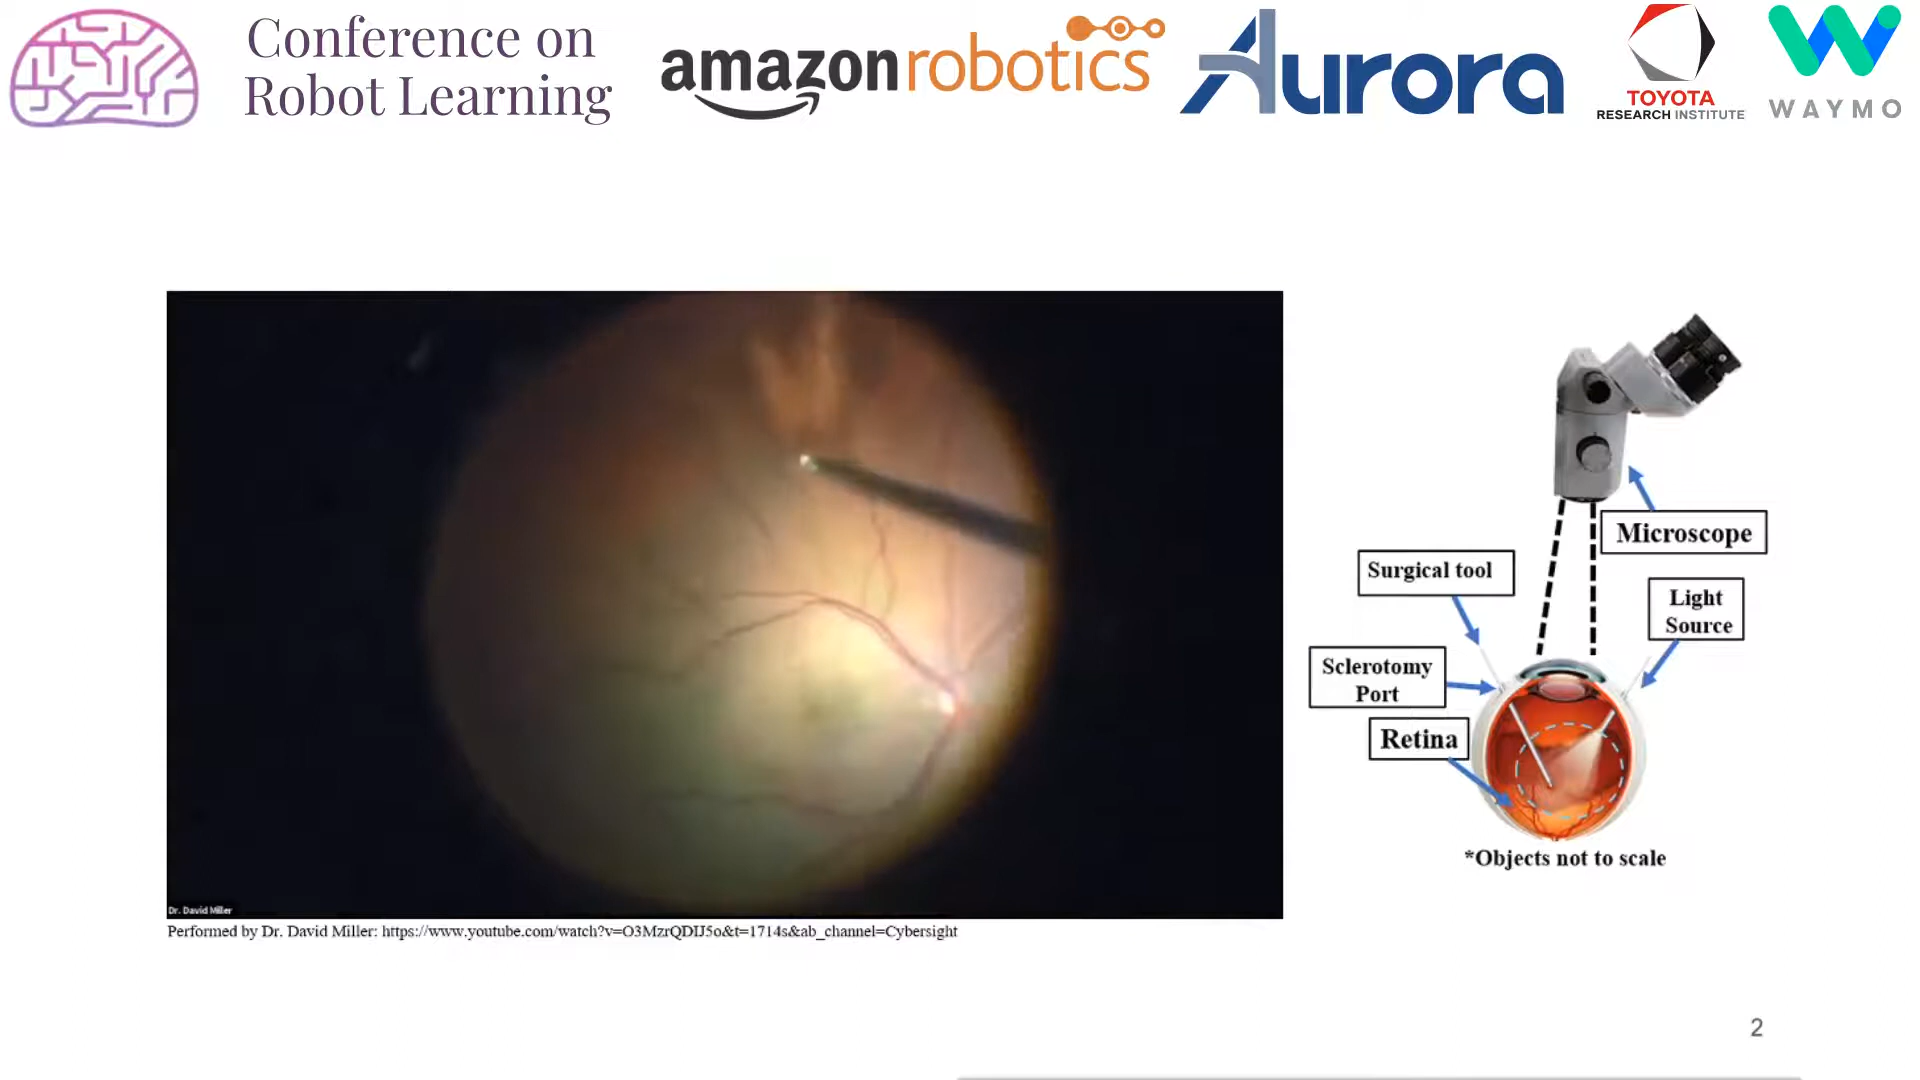 Conference on
Robot Learning
amazon robotics
Aurora
TOYOTA
RESEARCH INSTITUTE
WAYMO
Microscope
Surgical tool
Light
Source
Sclerotomy
Port
Retina
*Objects not to scale
Dr. David Miller
Performed by Dr. David Miller: https://www.youtube.com/watch?v=O3MzrQDIJ5o&t=1714s&ab_channel=Cybersight
2